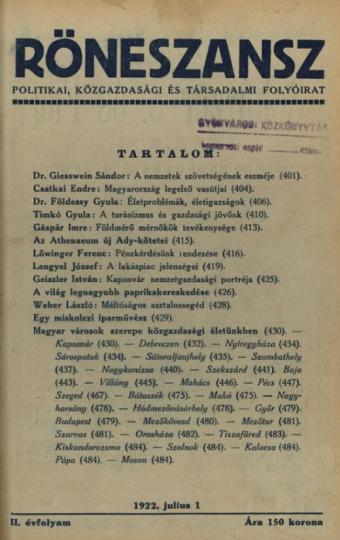 RÖNESZANSZ
POLITIKAI, KÖZGAZDASÁGI ÉS TÁRSADALMI FOLYÓIRAT
KÖZKÖNYVTÁR
TARTALOM:
Dr. Giesswein Sándor: A nemzetek szövetségének eszméje (401).
Csatkai Endre: Magyarország legelső vasútjai (404).
Dr. Földessy Gyula: Életproblémák, életigazságok (406).
Timkó Gyula: A turánizmus és gazdasági jövőnk (410).
Gáspár Imre: Földmérő mérnökök tevékenysége (413).
Az Athenaeum új Ady-kötetei (415).
Löwinger Ferenc: Pénzkérdésünk rendezése (416).
Lengyel József: A lakáspiac jelenségei (419).
Geiszler István: Kaposvár nemzetgazdasági portréja (425).
A világ legnagyobb paprikakereskedése (426).
Weber László: Méltóságos asztalossegéd (428).
Egy miskolezi iparművész (429).
Magyar városok szerepe közgazdasági életünkben (430). —
Kaposvár (430). — Debreczen (432). — Nyíregyháza (434).
Sárospatak (434). — Sátoraljaujhely (435). — Szombathely
(437). — Nagykanizsa (440). — Szekszárd (441). Baja
(443). — Villány (445). — Mohács (446). — Pécs (447).
Szeged (467). — Bátaszék (475). — Makó (475). — Nagy-
harsány (478). — Hódmezővásárhely (478). — Győr (479).
Budapest (479). — Mezőkövesd (480). — Mezőtur (481).
Szarvas (481). — Orosháza (482). — Tiszafüred (483). —
Kiskundorozsma (484). — Szolnok (484). — Kalocsa (484).
Pápa (484). — Moson (484).
1922. julius 1
II. évfolyam Ára 150 korona